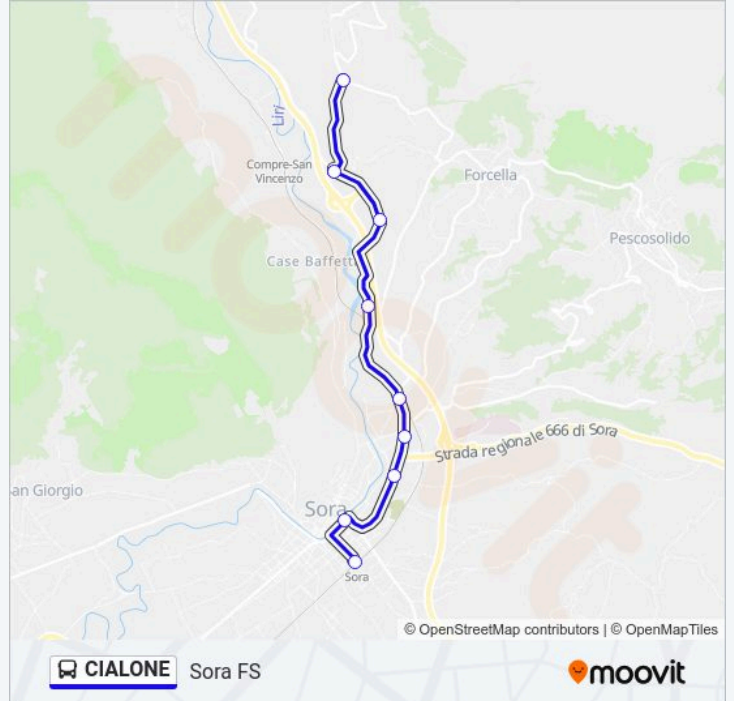 Liri
Compre-San
Vincenzo
Forcella
Pescosolido
Case Baffetti
Strada regionale 666 di Sora
an Giorgio
Sora
Sora
© OpenStreetMap contributors | © OpenMapTiles
CIALONE Sora FS
moovit